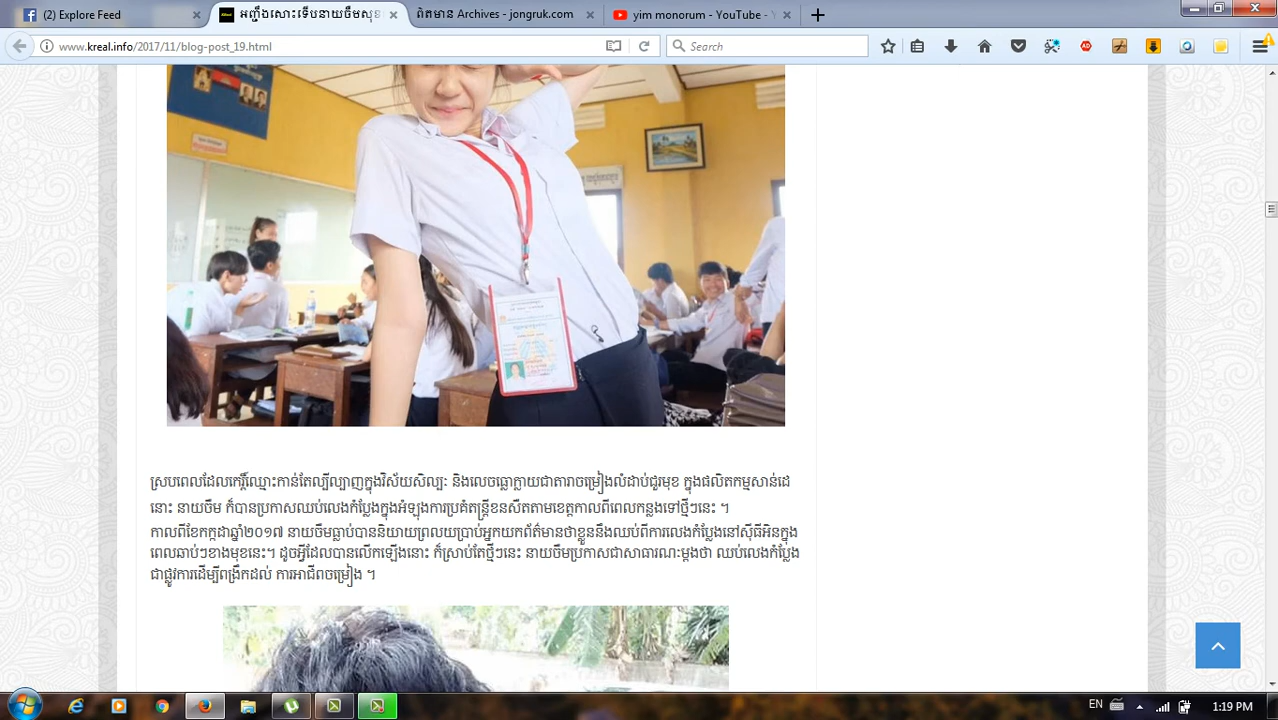 (2) Explore Feed
អញ្ជឹងសោះទើបនាយចឺមសុខ
ពិតមាន Archives - jongruk.com
yim monorum - YouTube - Y
www.kreal.info/2017/11/blog-post_19.html
Search
ស្របពេលដែលកេរ្តិ៍ឈ្មោះកាន់តែល្បីល្បាញក្នុងវិស័យសិល្បៈ និងលេចធ្លោក្លាយជាតារាចម្រៀងលំដាប់ជួរមុខ ក្នុងផលិតកម្មសាន់ដេ
នោះ នាយចឺម ក៏បានប្រកាសឈប់លេងកំប្លែងក្នុងអំឡុងការប្រគំតន្ត្រីខនសឺតតាមខេត្តកាលពីពេលកន្លងទៅថ្មីៗនេះ ។
កាលពីខែកក្កដាឆ្នាំ២០១៧ នាយចឺមធ្លាប់បាននិយាយព្រលយប្រាប់អ្នកយកព័ត៌មានថាខ្លួននឹងឈប់ពីការលេងកំប្លែងនៅស៊ីធីអិនក្នុង
ពេលឆាប់ៗខាងមុខនេះ។ ដូចអ្វីដែលបានលើកឡើងនោះ ក៏ស្រាប់តែថ្មីៗនេះ នាយចឺមប្រកាសជាសាធារណៈម្តងថា ឈប់លេងកំប្លែង
ជាផ្លូវការដើម្បីពង្រឹកដល់ ការអាជីពចម្រៀង ។
EN
1:19 PM